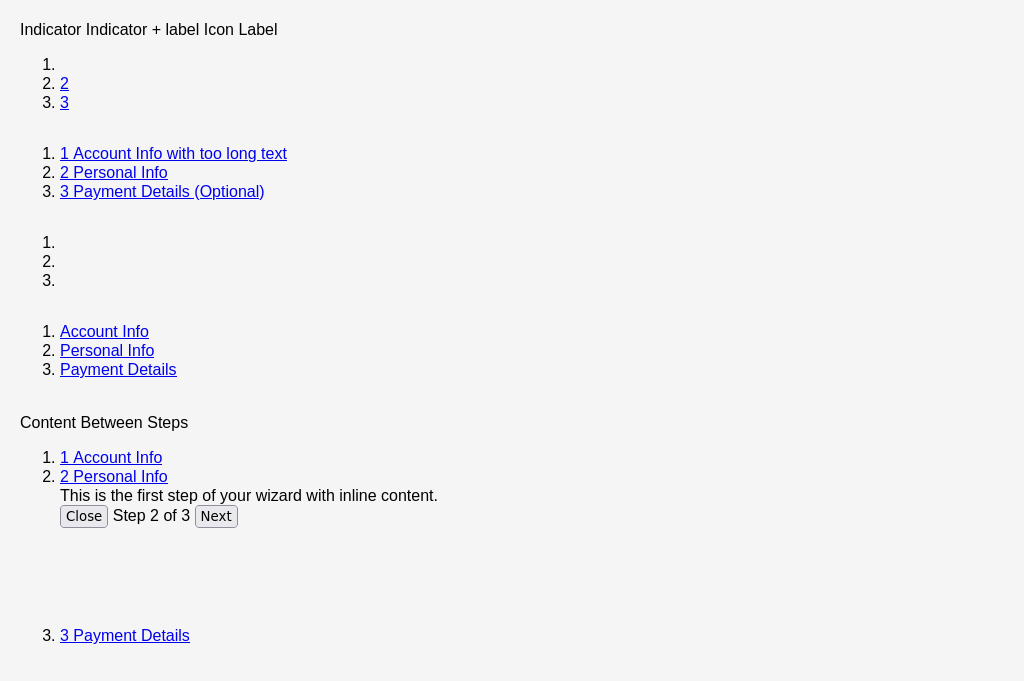 Indicator Indicator + label Icon Label
1.
2. 2
3. 3
1. 1 Account Info with too long text
2. 2 Personal Info
3. 3 Payment Details (Optional)
1.
2.
3.
1. Account Info
2. Personal Info
3. Payment Details
Content Between Steps
1. 1 Account Info
2. 2 Personal Info
This is the first step of your wizard with inline content.
Close Step 2 of 3 Next
3. 3 Payment Details